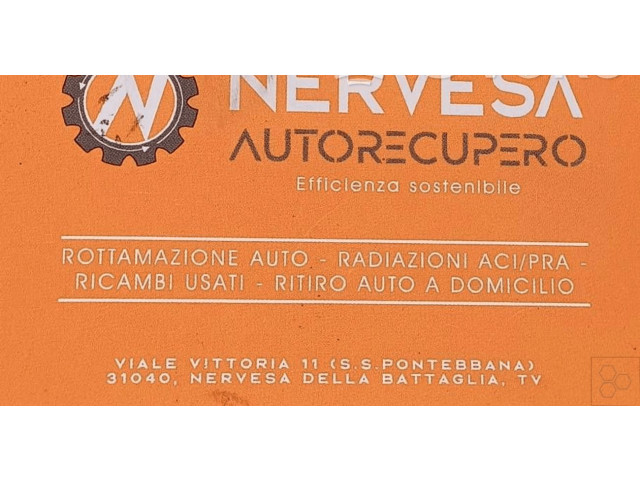 NERVESA
AUTORECUPERO
Efficienza sostenibile
ROTTAMAZIONE AUTO - RADIAZIONI ACI/PRA -
RICAMBI USATI - RITIRO AUTO A DOMICILIO
VIALE VITTORIA 11 (S.S.PONTEBBANA)
31040, NERVESA DELLA BATTAGLIA, TV